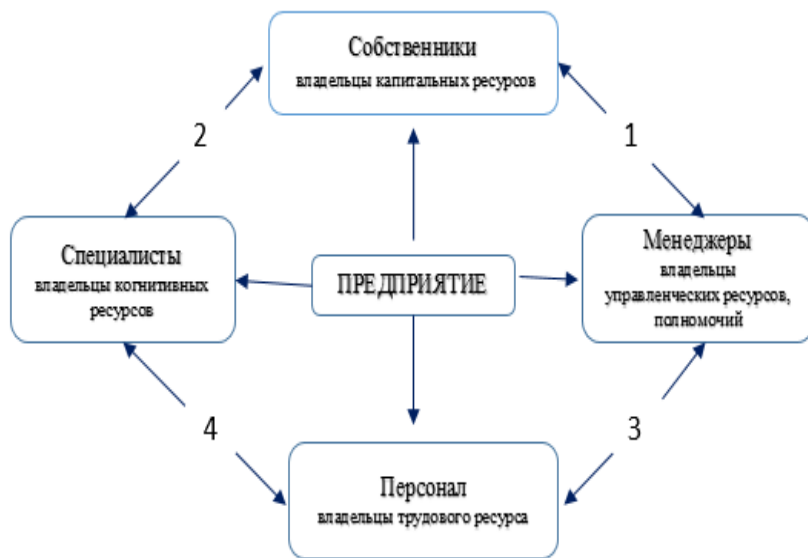 Собственники
владельцы капитальных ресурсов
2
1
Специалисты
владельцы когнитивных
ресурсов
ПРЕДПРИЯТИЕ
Менеджеры
владельцы
управленческих ресурсов,
полномочий
4
3
Персонал
владельцы трудового ресурса